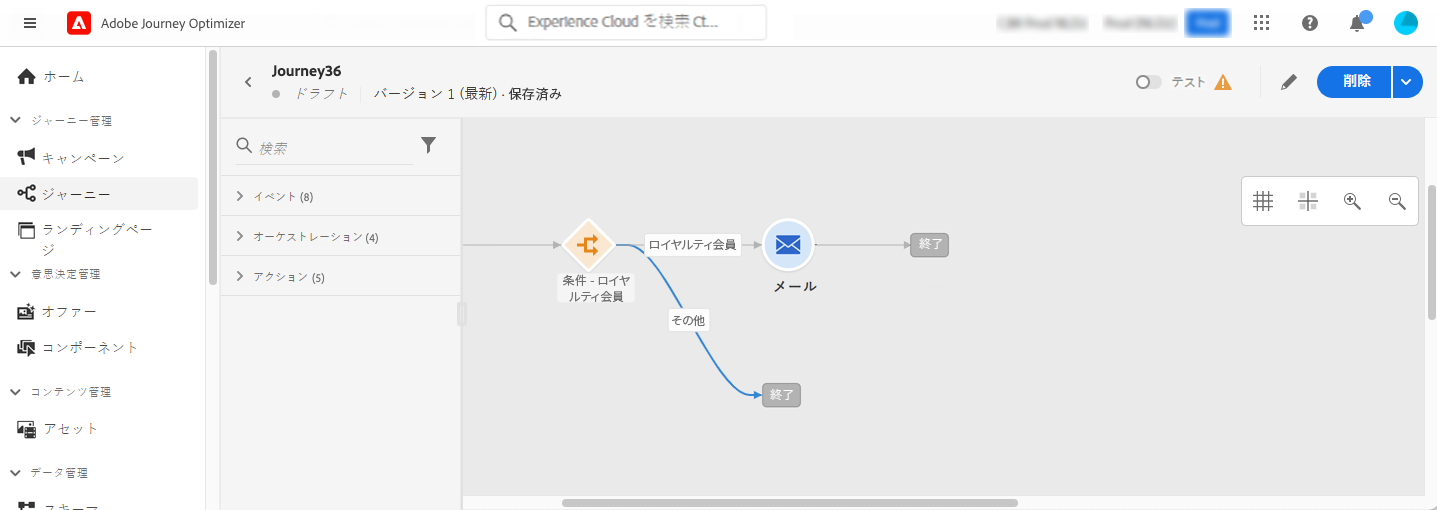 Adobe Journey Optimizer
Experience Cloud を検索 Ct...
ホーム
ジャーニー管理
キャンペーン
ジャーニー
ランディングペー
ジ
意思決定管理
オファー
コンポーネント
コンテンツ管理
アセット
データ管理
スキーマ
Journey36
ドラフト
バージョン 1 (最新) · 保存済み
テスト
削除
検索
イベント (8)
オーケストレーション (4)
アクション (5)
条件 - ロイヤ
ルティ会員
ロイヤルティ会員
メール
終了
その他
終了